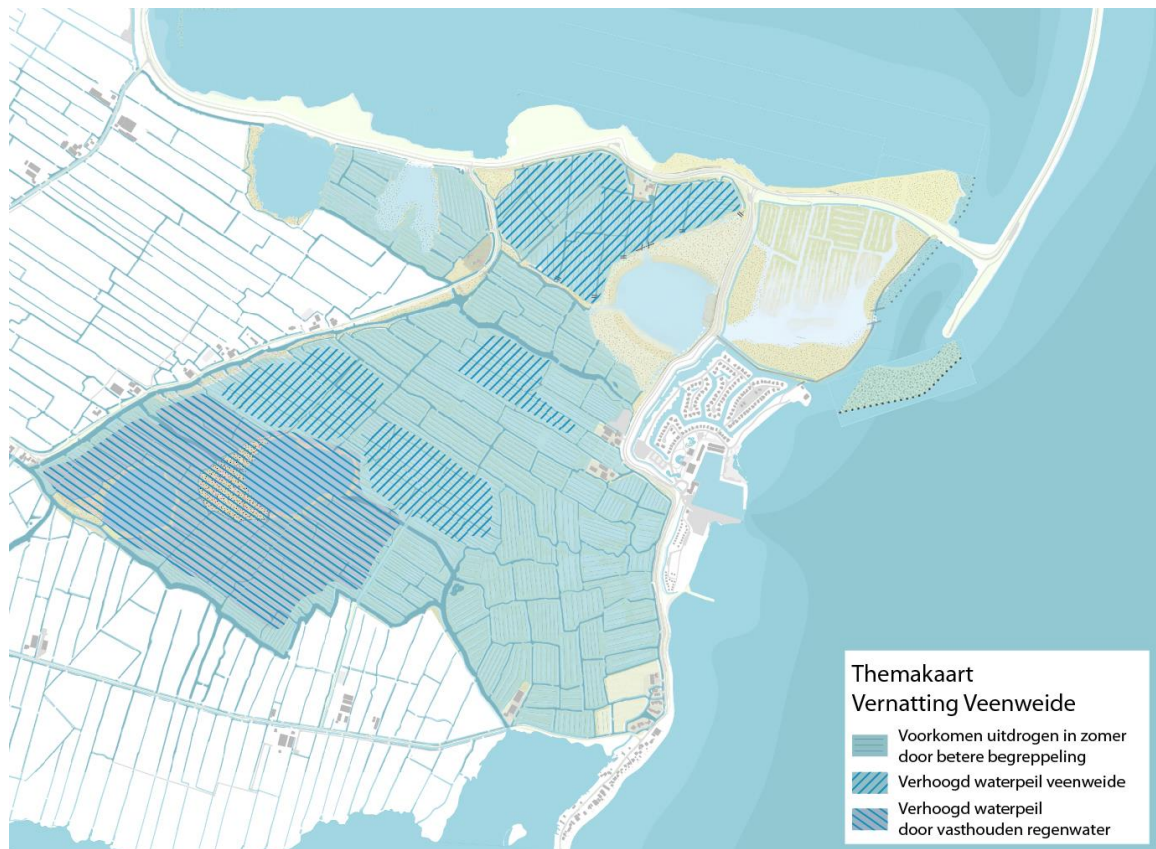 Themakaart
Vernatting Veenweide
Voorkomen uitdrogen in zomer
door betere begreppeling
Verhoogd waterpeil veenweide
Verhoogd waterpeil
door vasthouden regenwater